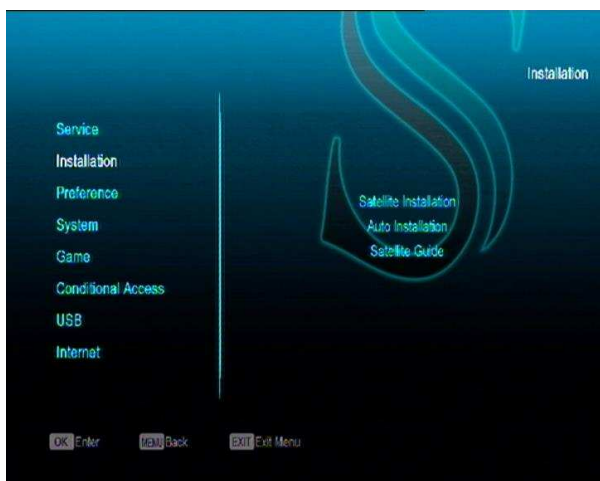 Installation
Service
Installation
Preference
System
Game
Conditional Access
USB
Internet
Satellite Installation
Auto Installation
Satellite Guide
OK Enter MENU Back EXIT Exit Menu